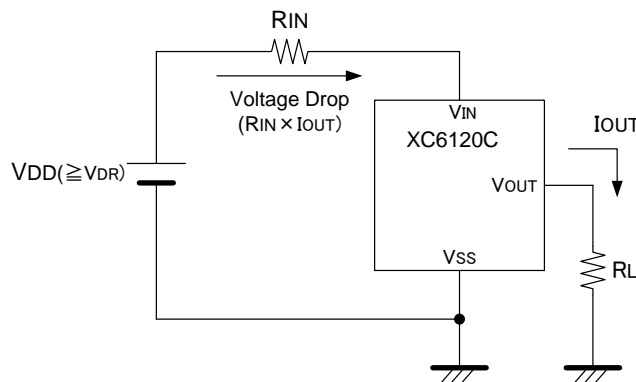 RIN
Voltage Drop
(RIN×IOUT)
VIN
XC6120C
IOUT
VDD(≧VDR)
VOUT
VSS
RL